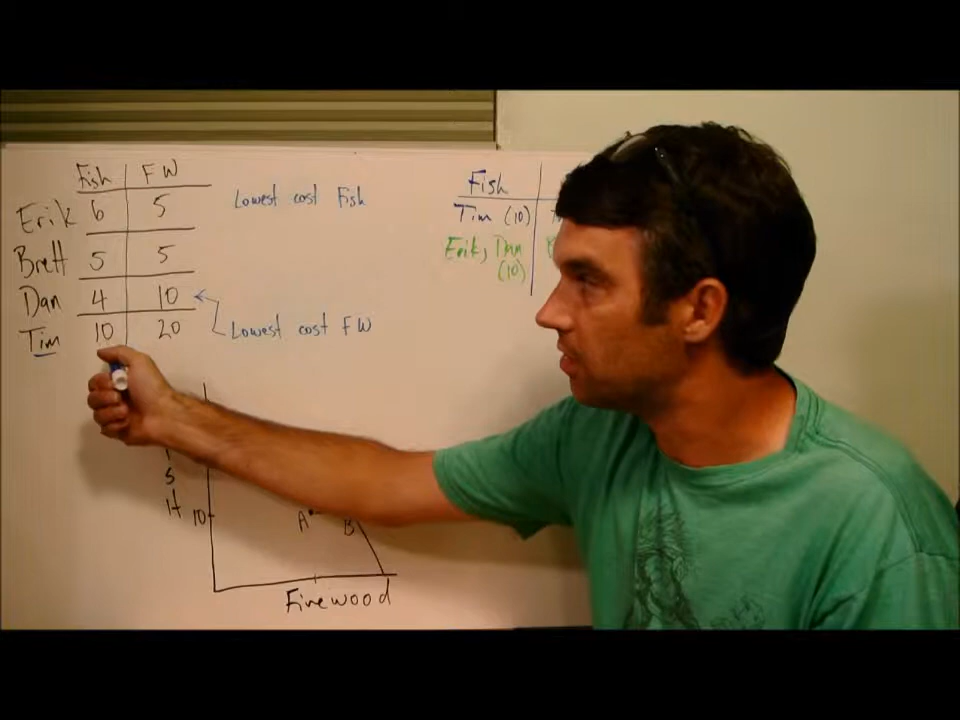 Fish FW
Erik 6 5
Brett 5 5
Dan 4 10
Tim 10 20
Lowest cost Fish
Lowest cost FW
Fish
Tim (10)
Erik, Dan
(10)
S
H
10
A
B
Firewood